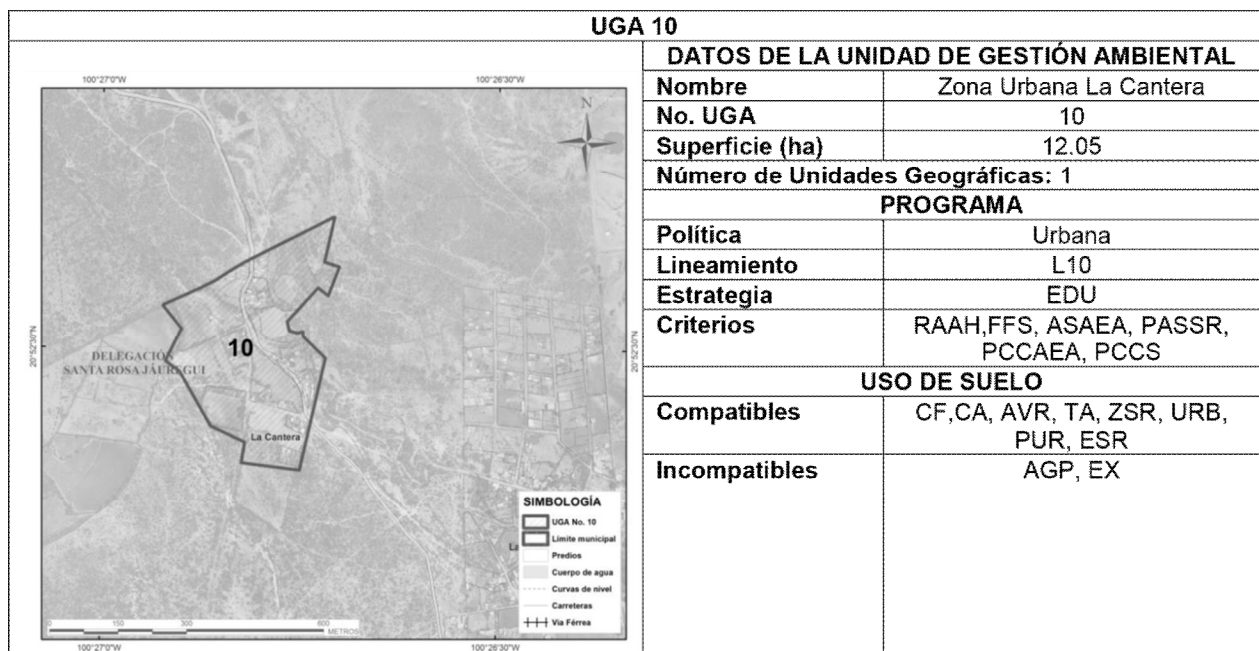 UGA 10
100°27'0"W
100°26'30"W
N
20°52'30"N
20°52'30"N
10
DELEGACIÓN
SANTA ROSA JÁUREGUI
La Cantera
La
SIMBOLOGÍA
UGA No. 10
Límite municipal
Predios
Cuerpo de agua
Curvas de nivel
Carreteras
Vía Férrea
0 150 300 600
METROS
100°27'0"W
100°26'30"W
DATOS DE LA UNIDAD DE GESTIÓN AMBIENTAL
Nombre Zona Urbana La Cantera
No. UGA 10
Superficie (ha) 12.05
Número de Unidades Geográficas: 1
PROGRAMA
Política Urbana
Lineamiento L10
Estrategia EDU
Criterios RAAH,FFS, ASAEA, PASSR,
PCCAEA, PCCS
USO DE SUELO
Compatibles CF,CA, AVR, TA, ZSR, URB,
PUR, ESR
Incompatibles AGP, EX